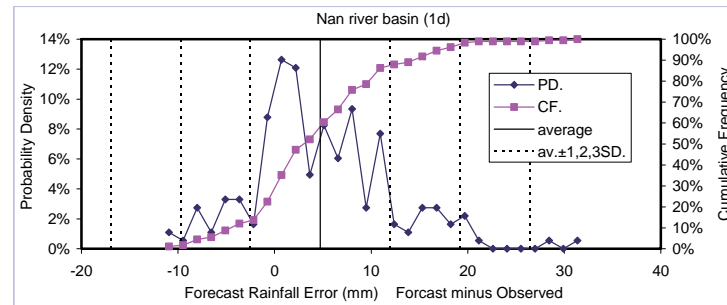 Nan river basin (1d)
14%
12%
10%
8%
6%
4%
2%
0%
Probability Density
100%
90%
80%
70%
60%
50%
40%
30%
20%
10%
0%
Cumulative Frequency
PD.
CF.
average
av.±1,2,3SD.
-20 -10 0 10 20 30 40
Forecast Rainfall Error (mm) Forcast minus Observed